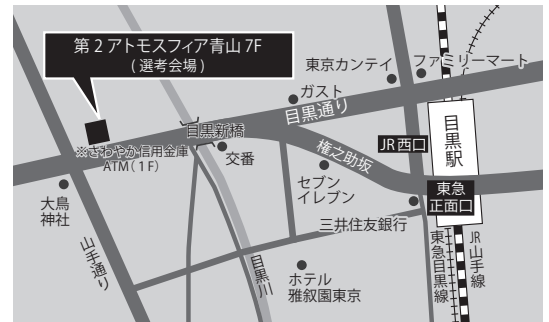 第2アトモスフィア青山 7F
(選考会場)
東京カンテイ
ファミリーマート
ガスト
目黒通り
目黒新橋
※さわやか信用金庫
ATM(1F)
交番
権之助坂
JR西口
目黒駅
セブン
イレブン
東急
正面口
大鳥
神社
三井住友銀行
山手通り
目黒川
ホテル
雅叙園東京
東急目黒線
JR山手線